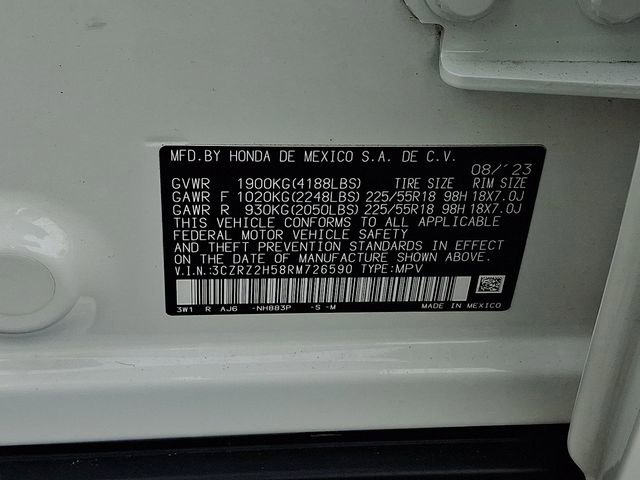 MFD.BY HONDA DE MEXICO S.A. DE C.V.
08/'23
GVWR 1900KG(4188LBS) TIRE SIZE RIM SIZE
GAWR F 1020KG(2248LBS) 225/55R18 98H 18X7.0J
GAWR R 930KG(2050LBS) 225/55R18 98H 18X7.0J
THIS VEHICLE CONFORMS TO ALL APPLICABLE
FEDERAL MOTOR VEHICLE SAFETY
AND THEFT PREVENTION STANDARDS IN EFFECT
ON THE DATE OF MANUFACTURE SHOWN ABOVE.
V.I.N.:3CZRZ2H58RM726590 TYPE:MPV
3W1 R AJ6 -NH883P -S -M MADE IN MEXICO